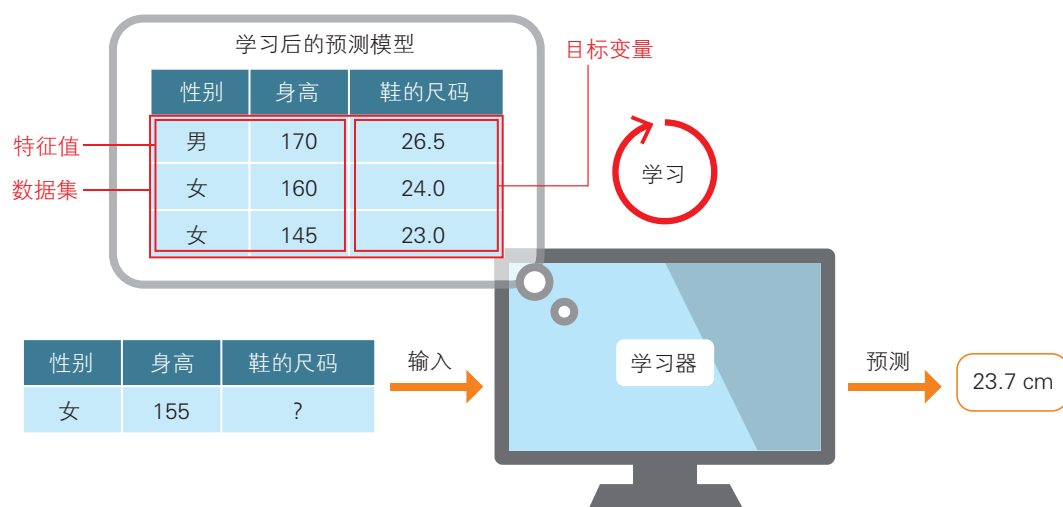 学习后的预测模型
目标变量
性别 身高 鞋的尺码
特征值
男 170 26.5
数据集
女 160 24.0
女 145 23.0
学习
性别 身高 鞋的尺码
女 155 ?
输入
学习器
预测
23.7 cm